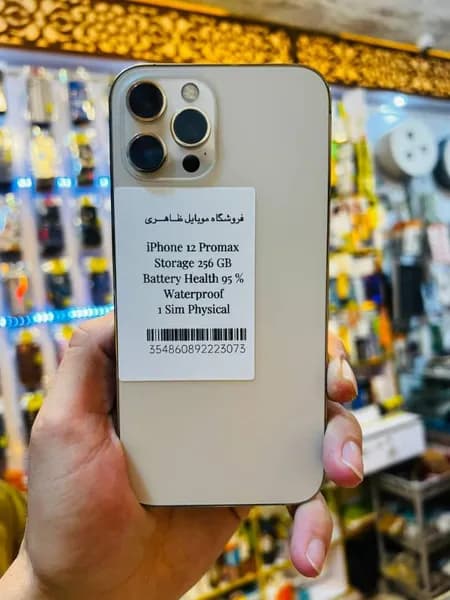 فروشگاه موبایل ظاهری
iPhone 12 Promax
Storage 256 GB
Battery Health 95 %
Waterproof
1 Sim Physical
354860892223073